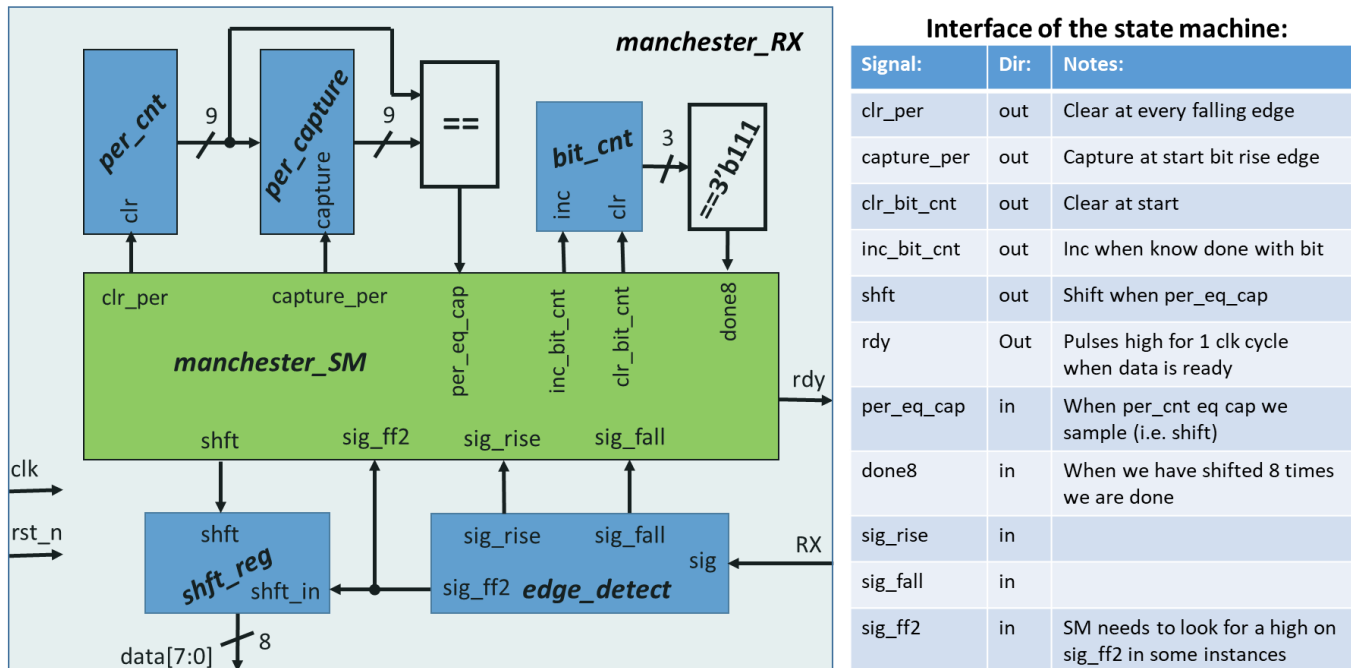 manchester_RX
per_cnt
clr
9
per_capture
capture
9
==
bit_cnt
inc
clr
3
==3'b111
clr_per
capture_per
per_eq_cap
inc_bit_cnt
clr_bit_cnt
done8
manchester_SM
rdy
shft
sig_ff2
sig_rise
sig_fall
clk
rst_n
shft
shft_reg
shft_in
sig_rise
sig_fall
sig
sig_ff2
edge_detect
RX
8
data[7:0]
Interface of the state machine:
Signal: Dir: Notes:
clr_per out Clear at every falling edge
capture_per out Capture at start bit rise edge
clr_bit_cnt out Clear at start
inc_bit_cnt out Inc when know done with bit
shft out Shift when per_eq_cap
rdy Out Pulses high for 1 clk cycle
when data is ready
per_eq_cap in When per_cnt eq cap we
sample (i.e. shift)
done8 in When we have shifted 8 times
we are done
sig_rise in
sig_fall in
sig_ff2 in SM needs to look for a high on
sig_ff2 in some instances